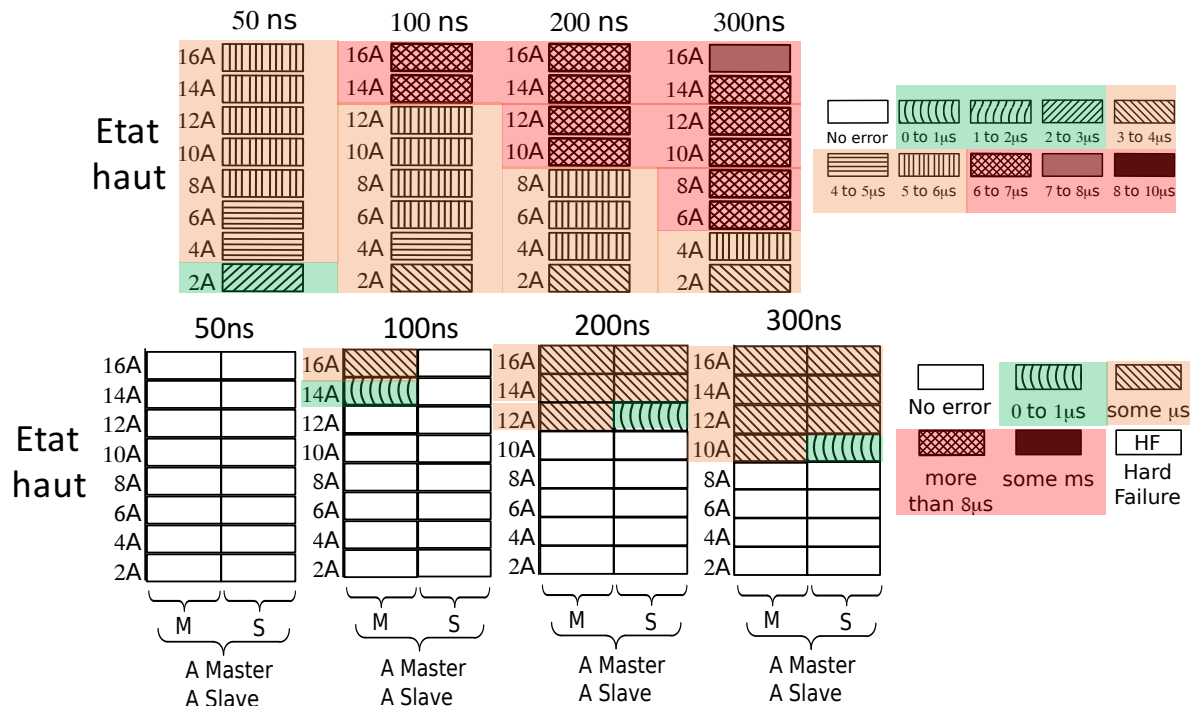 50 ns 100 ns 200 ns 300ns
16A 16A 16A 16A
14A 14A 14A 14A
12A 12A 12A 12A
10A 10A 10A 10A
8A 8A 8A 8A
6A 6A 6A 6A
4A 4A 4A 4A
2A 2A 2A 2A
Etat
haut
No error 0 to 1μs 1 to 2μs 2 to 3μs 3 to 4μs
4 to 5μs 5 to 6μs 6 to 7μs 7 to 8μs 8 to 10μs
50ns 100ns 200ns 300ns
16A 16A 16A 16A
14A 14A 14A 14A
12A 12A 12A 12A
10A 10A 10A 10A
8A 8A 8A 8A
6A 6A 6A 6A
4A 4A 4A 4A
2A 2A 2A 2A
Etat
haut
M S M S M S M S
A Master A Master A Master A Master
A Slave A Slave A Slave A Slave
No error 0 to 1μs some μs
HF
more
than 8μs
some ms
Hard
Failure